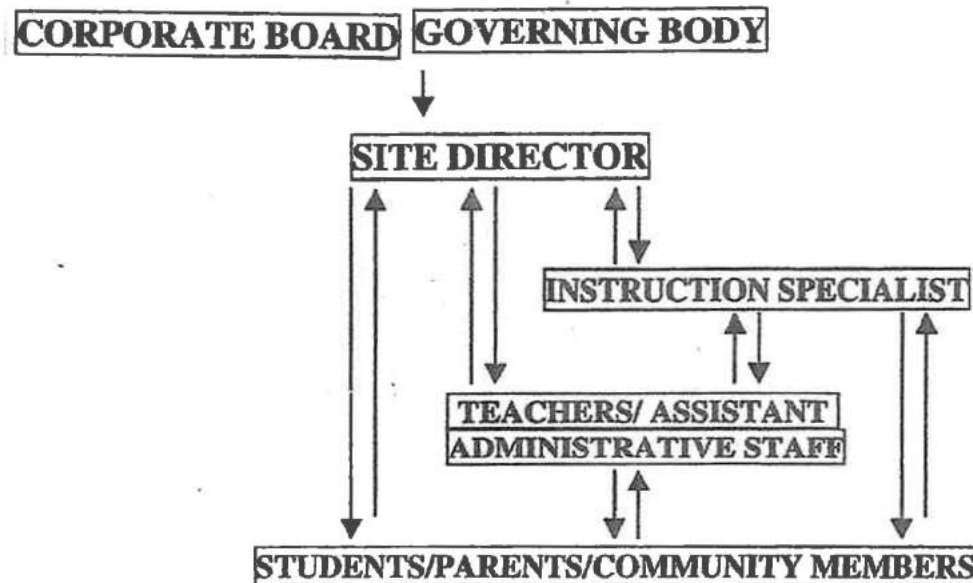 CORPORATE BOARD GOVERNING BODY
SITE DIRECTOR
INSTRUCTION SPECIALIST
TEACHERS/ ASSISTANT
ADMINISTRATIVE STAFF
STUDENTS/PARENTS/COMMUNITY MEMBERS